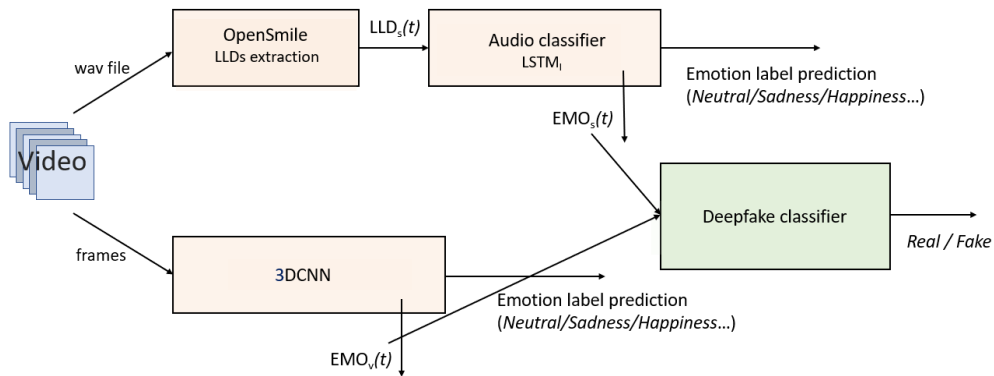 OpenSmile
LLDs extraction
LLDs(t)
Audio classifier
LSTMl
wav file
Emotion label prediction
(Neutral/Sadness/Happiness…)
EMOs(t)
Video
Deepfake classifier
Real / Fake
frames
3DCNN
Emotion label prediction
(Neutral/Sadness/Happiness…)
EMOv(t)